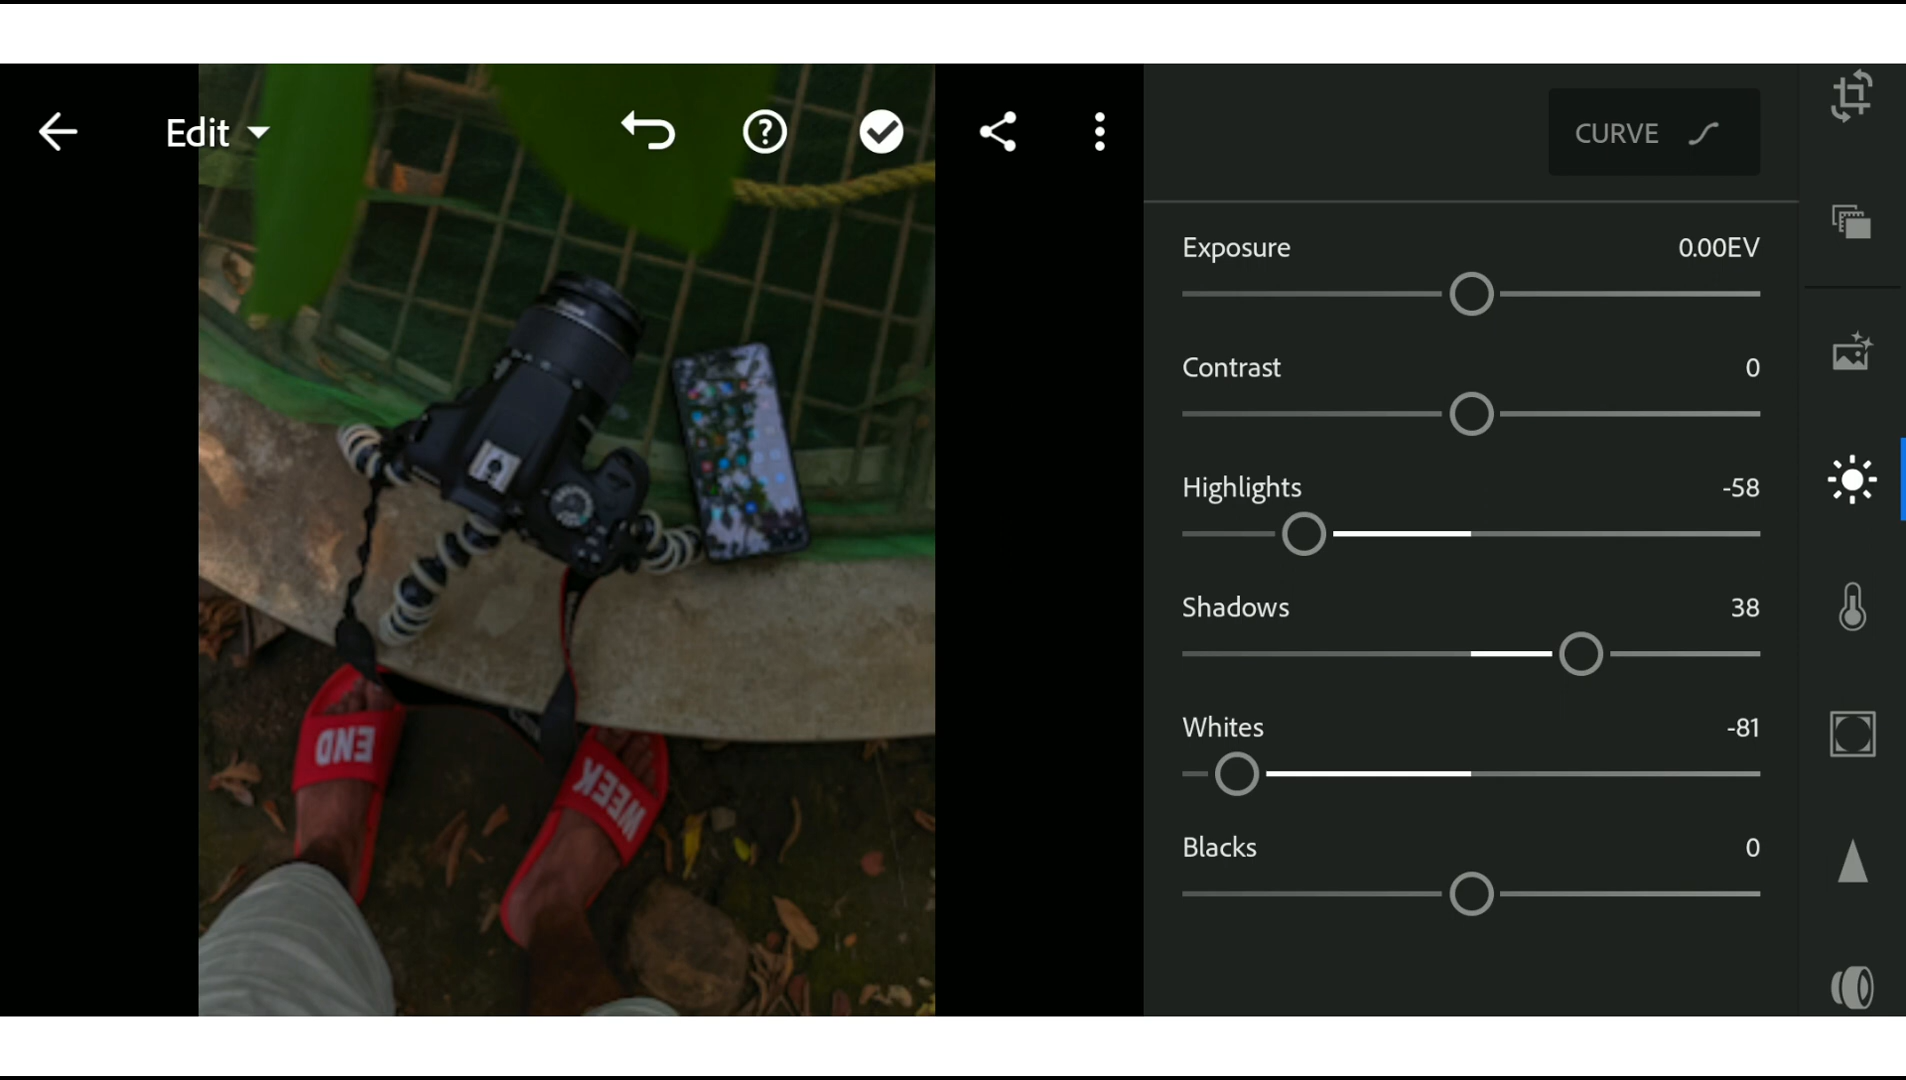 Edit
CURVE
Exposure 0.00EV
Contrast 0
Highlights -58
Shadows 38
Whites -81
Blacks 0
END
WEEK